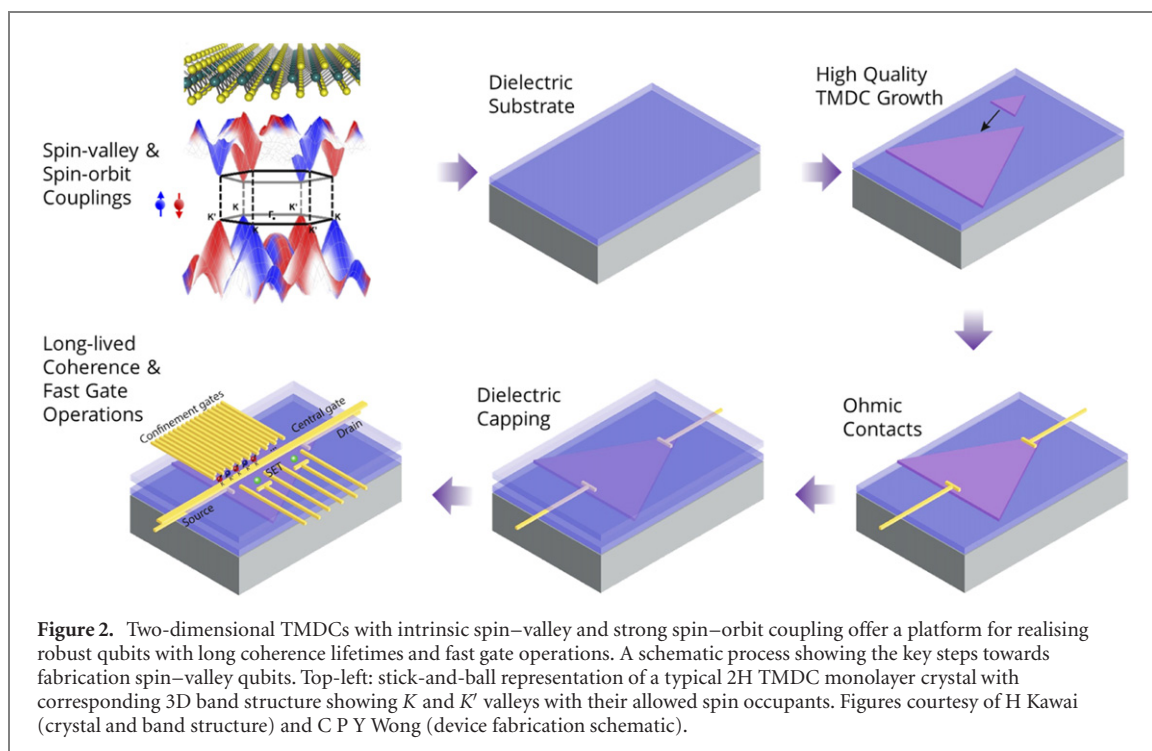 Spin-valley &
Spin-orbit
Couplings
K'
K
K'
K
Γ
K
K'
Dielectric
Substrate
High Quality
TMDC Growth
Long-lived
Coherence &
Fast Gate
Operations
Confinement gates
Central gate
Drain
SET
Source
Dielectric
Capping
Ohmic
Contacts
Figure 2. Two-dimensional TMDCs with intrinsic spin–valley and strong spin–orbit coupling offer a platform for realising
robust qubits with long coherence lifetimes and fast gate operations. A schematic process showing the key steps towards
fabrication spin–valley qubits. Top-left: stick-and-ball representation of a typical 2H TMDC monolayer crystal with
corresponding 3D band structure showing K and K′ valleys with their allowed spin occupants. Figures courtesy of H Kawai
(crystal and band structure) and C P Y Wong (device fabrication schematic).